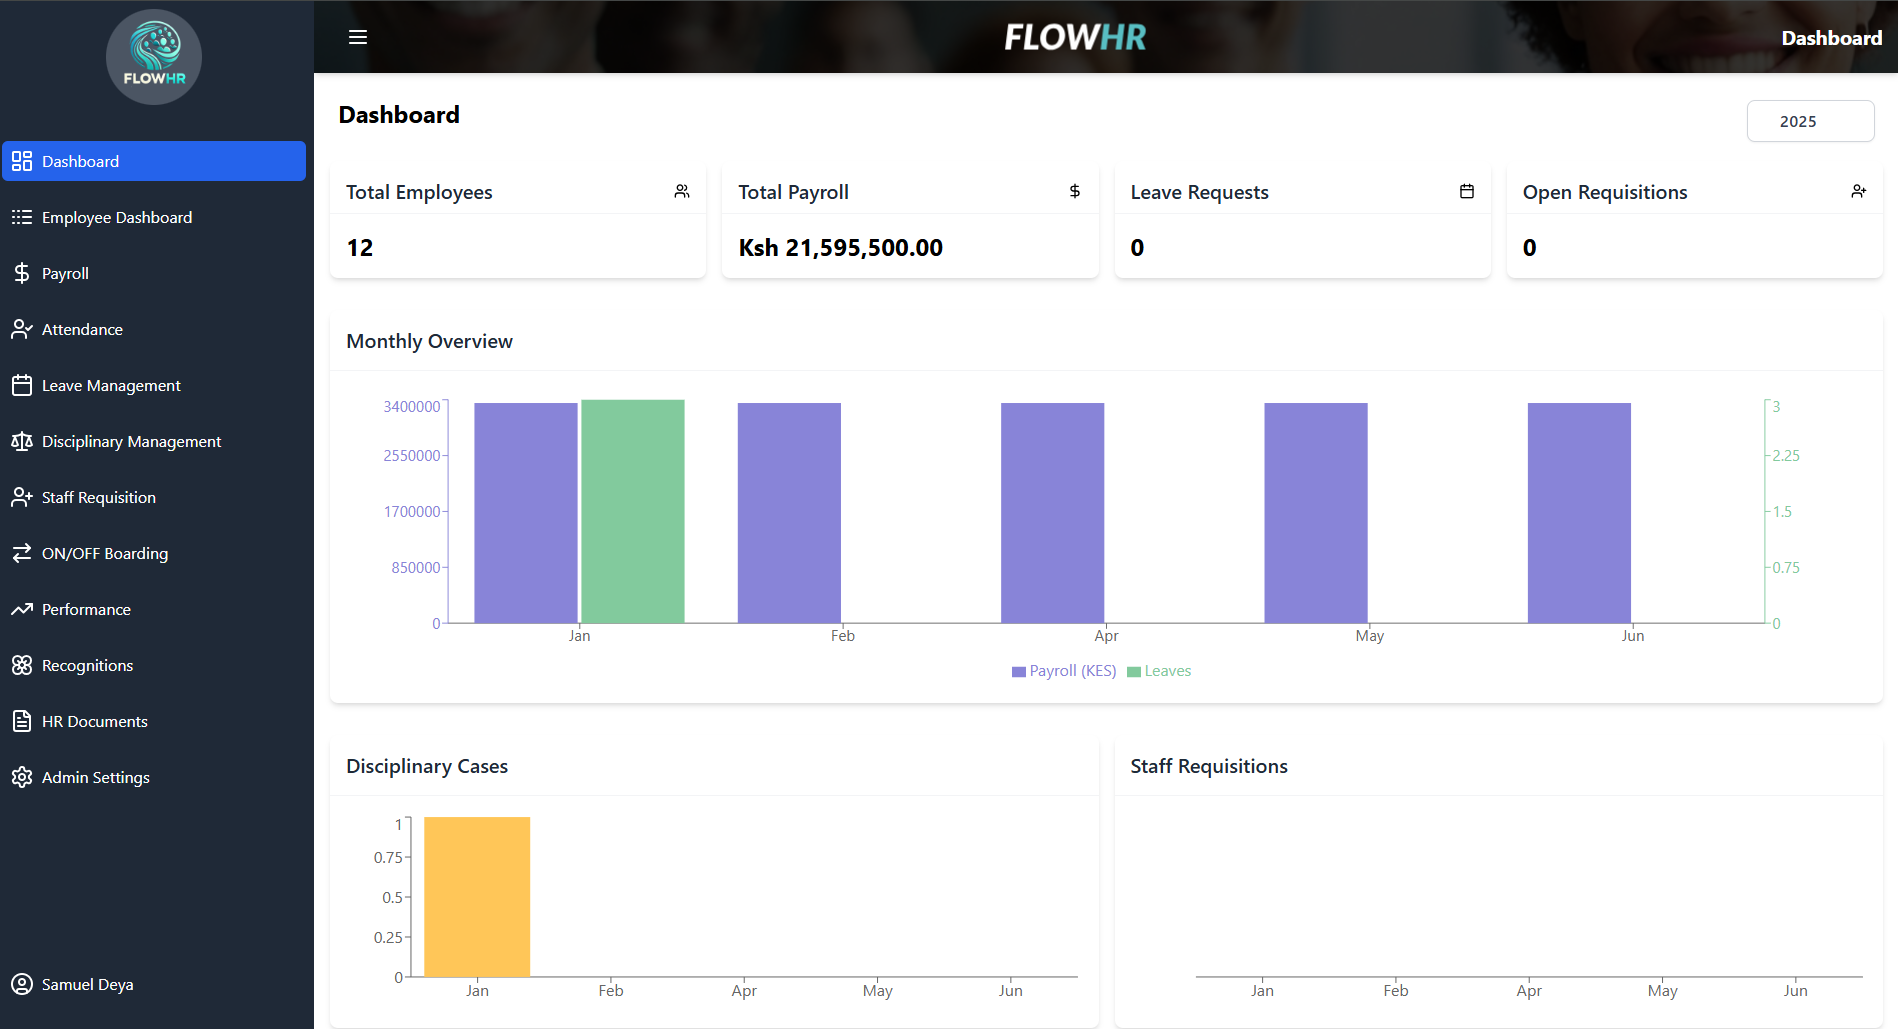 FLOWHR
Dashboard
Employee Dashboard
Payroll
Attendance
Leave Management
Disciplinary Management
Staff Requisition
ON/OFF Boarding
Performance
Recognitions
HR Documents
Admin Settings
Samuel Deya
FLOWHR
Dashboard
Dashboard
2025
Total Employees
12
Total Payroll
Ksh 21,595,500.00
Leave Requests
0
Open Requisitions
0
Monthly Overview
3400000
2550000
1700000
850000
0
3
2.25
1.5
0.75
0
Jan Feb Apr May Jun
Payroll (KES) Leaves
Disciplinary Cases
1
0.75
0.5
0.25
0
Jan Feb Apr May Jun
Staff Requisitions
Jan Feb Apr May Jun